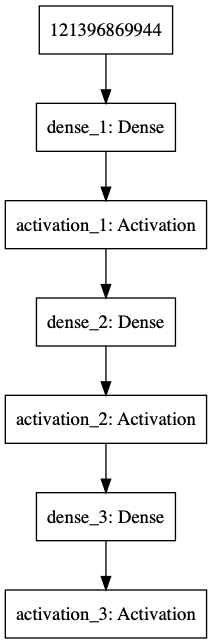 121396869944
dense_1: Dense
activation_1: Activation
dense_2: Dense
activation_2: Activation
dense_3: Dense
activation_3: Activation